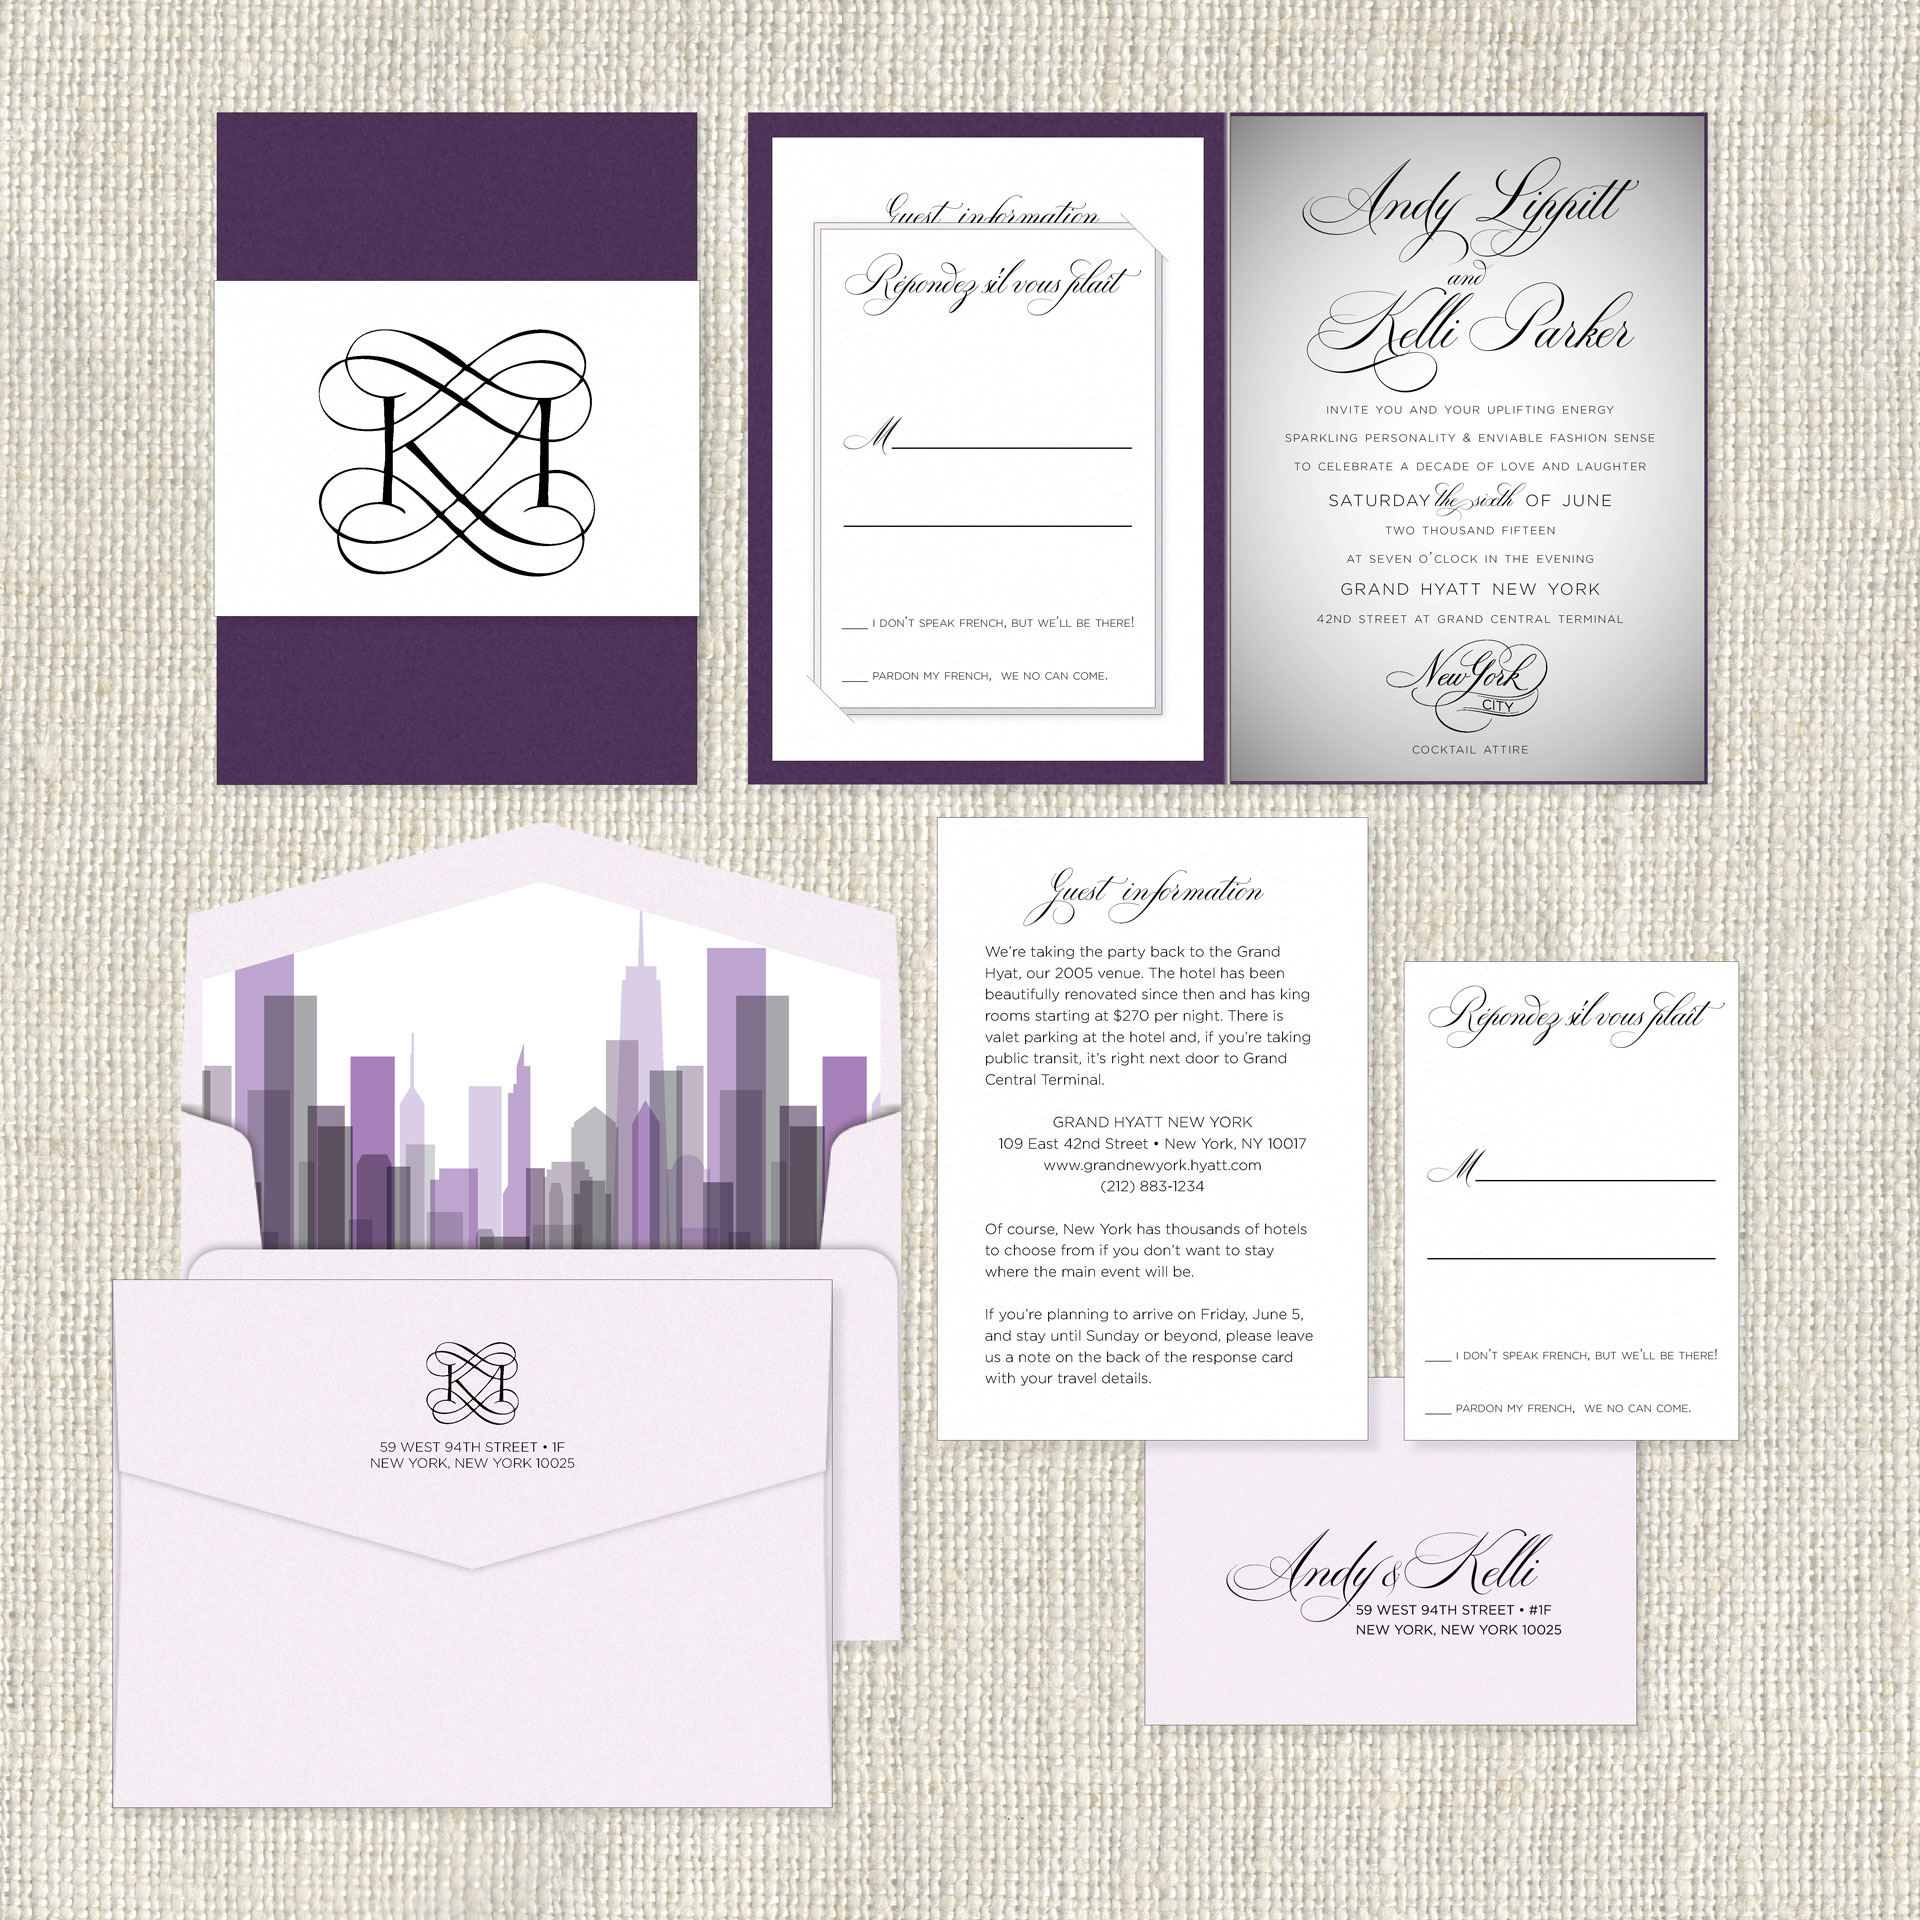 Guest information
Répondez s'il vous plaît
M
___ I DON'T SPEAK FRENCH, BUT WE'LL BE THERE!
___ PARDON MY FRENCH, WE NO CAN COME.
Andy Lippitt
and
Kelli Parker
INVITE YOU AND YOUR UPLIFTING ENERGY
SPARKLING PERSONALITY & ENVIABLE FASHION SENSE
TO CELEBRATE A DECADE OF LOVE AND LAUGHTER
SATURDAY the sixth OF JUNE
TWO THOUSAND FIFTEEN
AT SEVEN O'CLOCK IN THE EVENING
GRAND HYATT NEW YORK
42ND STREET AT GRAND CENTRAL TERMINAL
New York
CITY
COCKTAIL ATTIRE
59 WEST 94TH STREET • 1F
NEW YORK, NEW YORK 10025
Guest information
We're taking the party back to the Grand
Hyat, our 2005 venue. The hotel has been
beautifully renovated since then and has king
rooms starting at $270 per night. There is
valet parking at the hotel and, if you're taking
public transit, it's right next door to Grand
Central Terminal.
GRAND HYATT NEW YORK
109 East 42nd Street • New York, NY 10017
www.grandnewyork.hyatt.com
(212) 883-1234
Of course, New York has thousands of hotels
to choose from if you don't want to stay
where the main event will be.
If you're planning to arrive on Friday, June 5,
and stay until Sunday or beyond, please leave
us a note on the back of the response card
with your travel details.
Répondez s'il vous plaît
M
___ I DON'T SPEAK FRENCH, BUT WE'LL BE THERE!
___ PARDON MY FRENCH, WE NO CAN COME.
Andy & Kelli
59 WEST 94TH STREET • #1F
NEW YORK, NEW YORK 10025